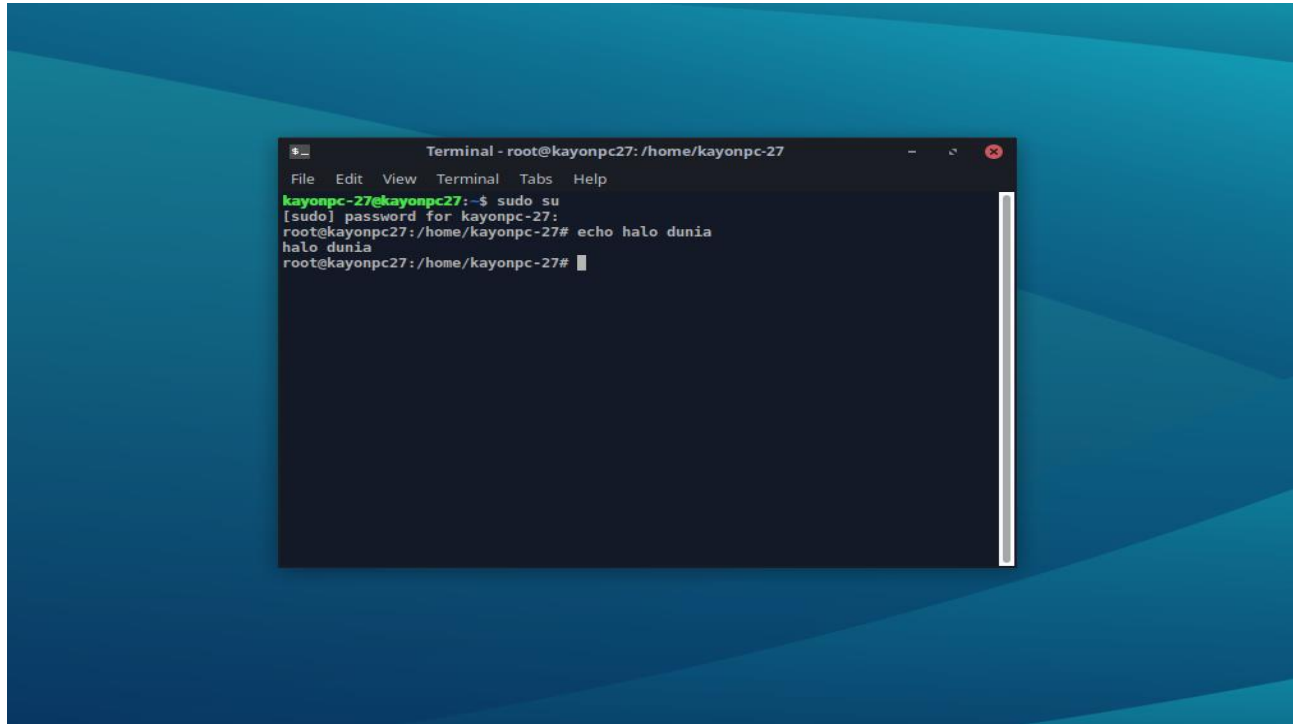 $_
Terminal - root@kayonpc27: /home/kayonpc-27
File Edit View Terminal Tabs Help
kayonpc-27@kayonpc27:~$ sudo su
[sudo] password for kayonpc-27:
root@kayonpc27:/home/kayonpc-27# echo halo dunia
halo dunia
root@kayonpc27:/home/kayonpc-27#